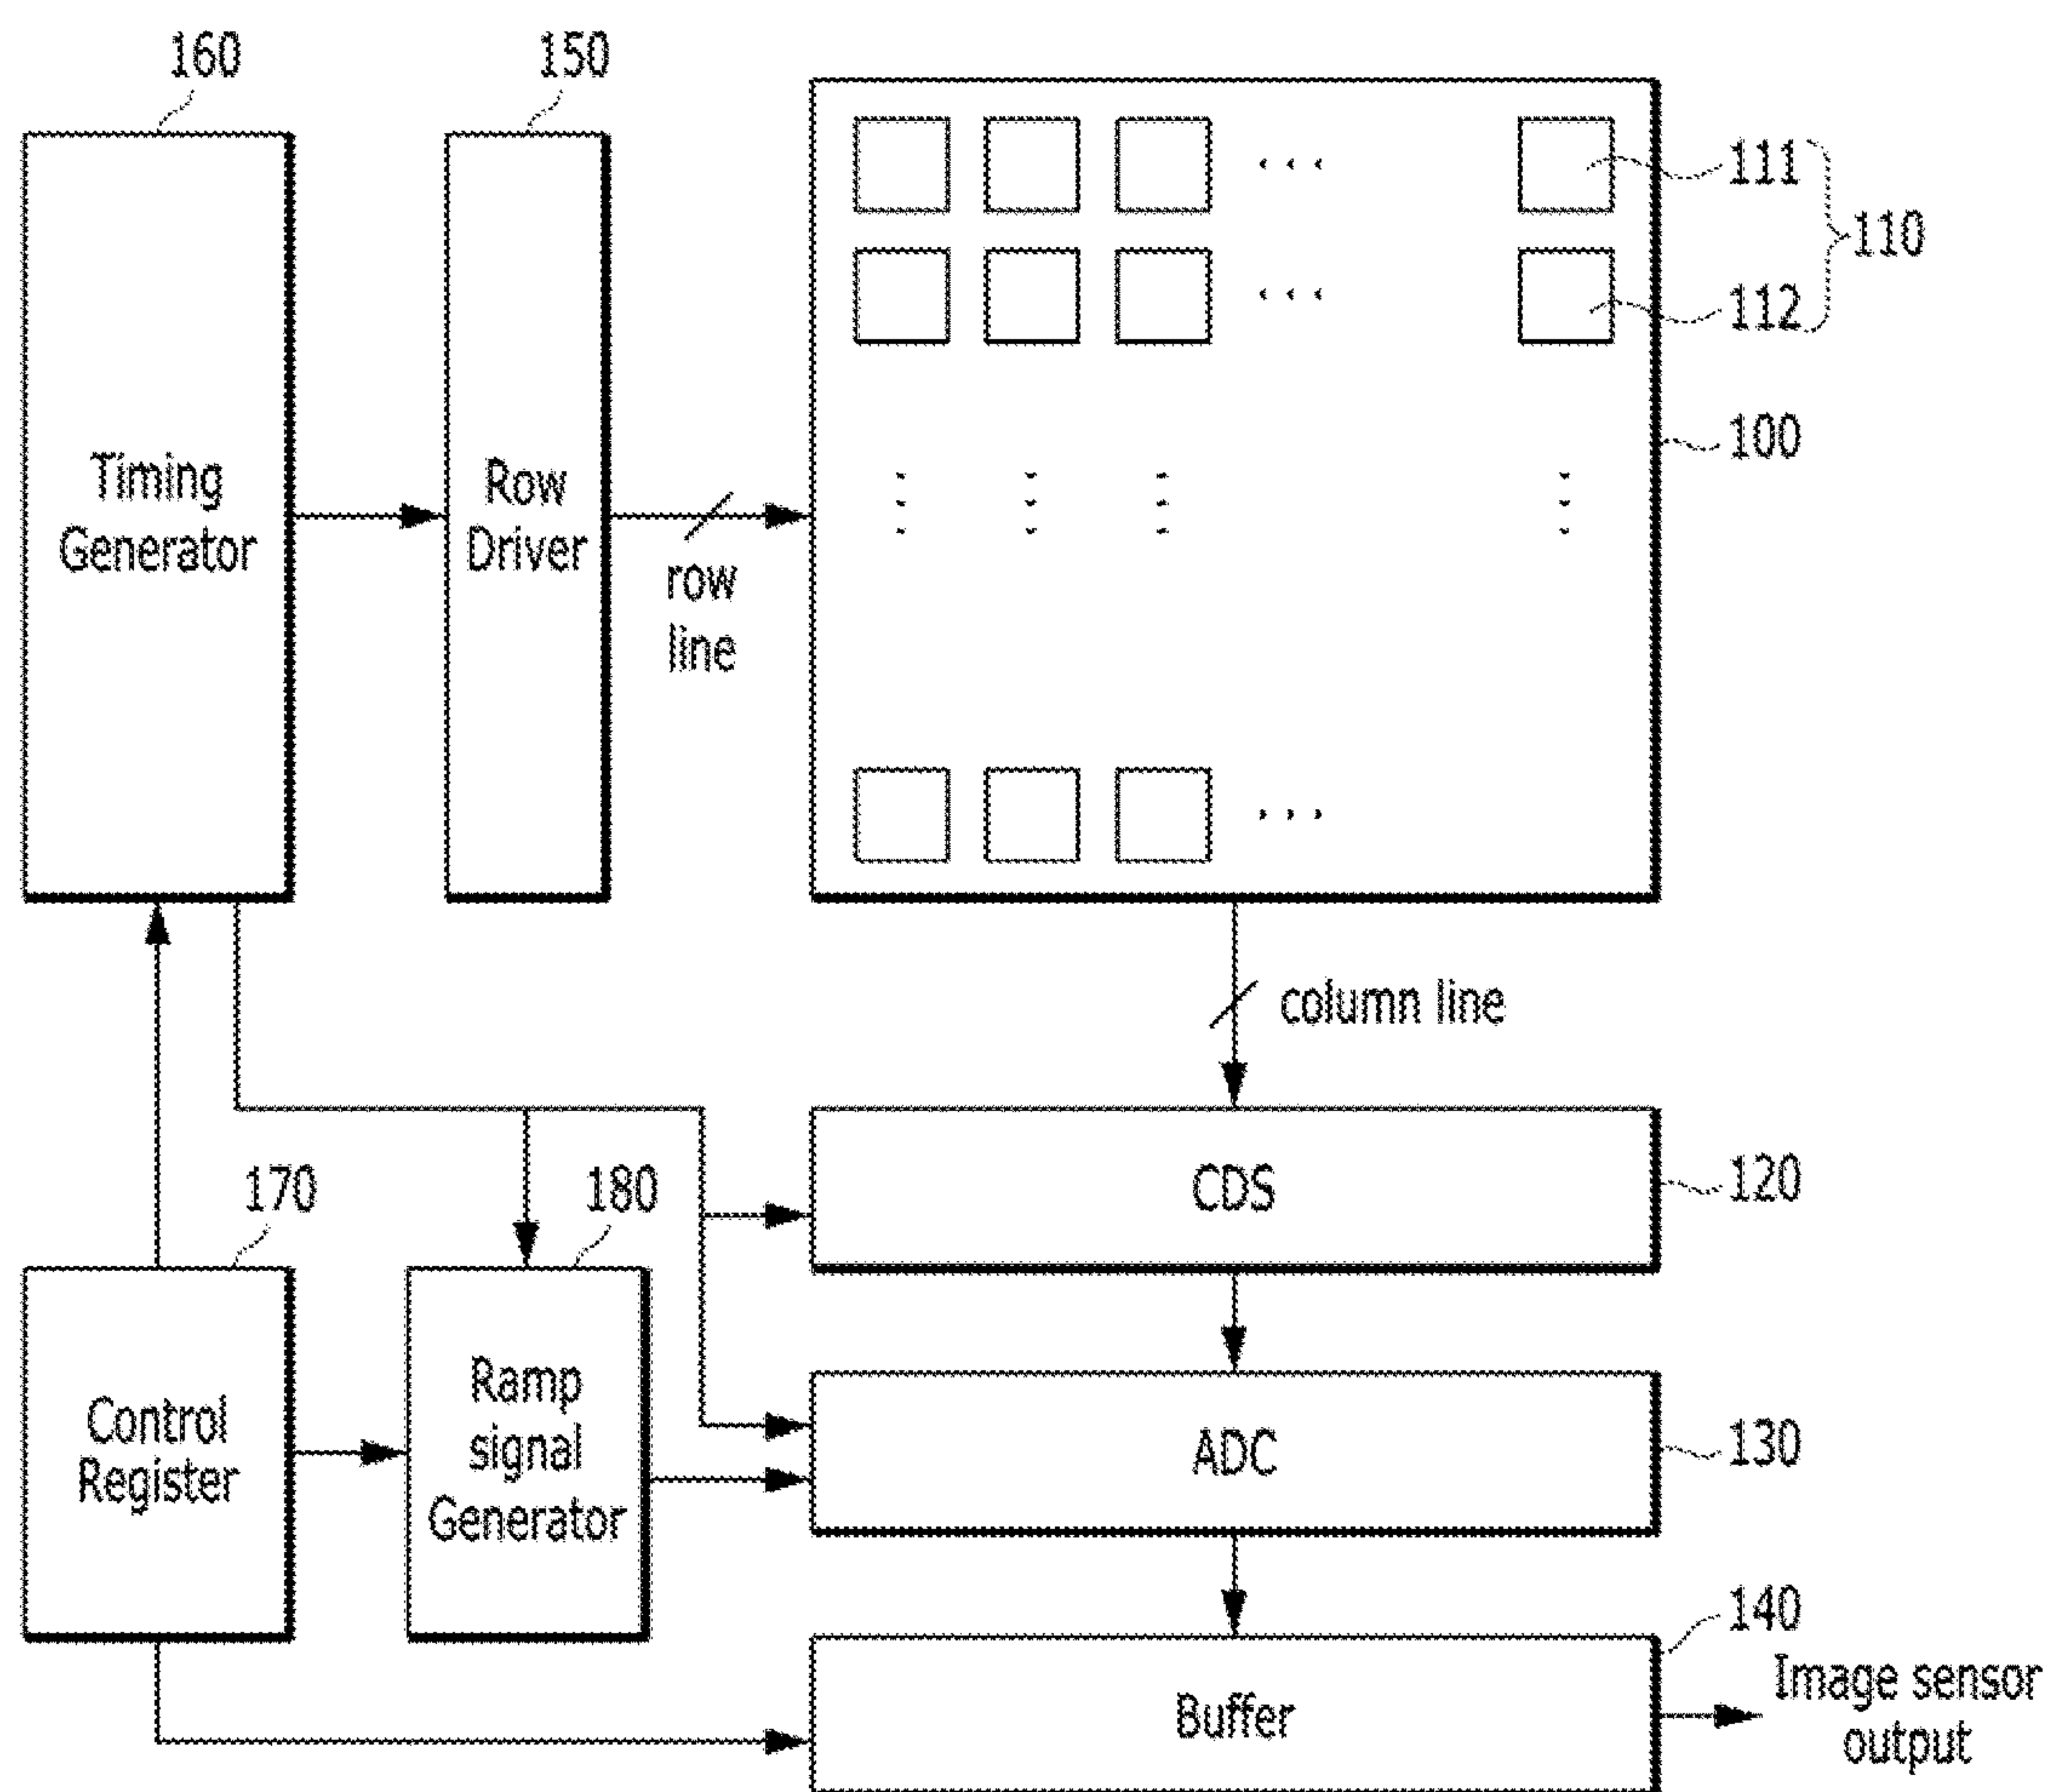 160
150
111
110
112
100
Timing
Generator
Row
Driver
row
line
column line
170
180
CDS
120
Control
Register
Ramp
signal
Generator
ADC
130
140
Buffer
Image sensor
output